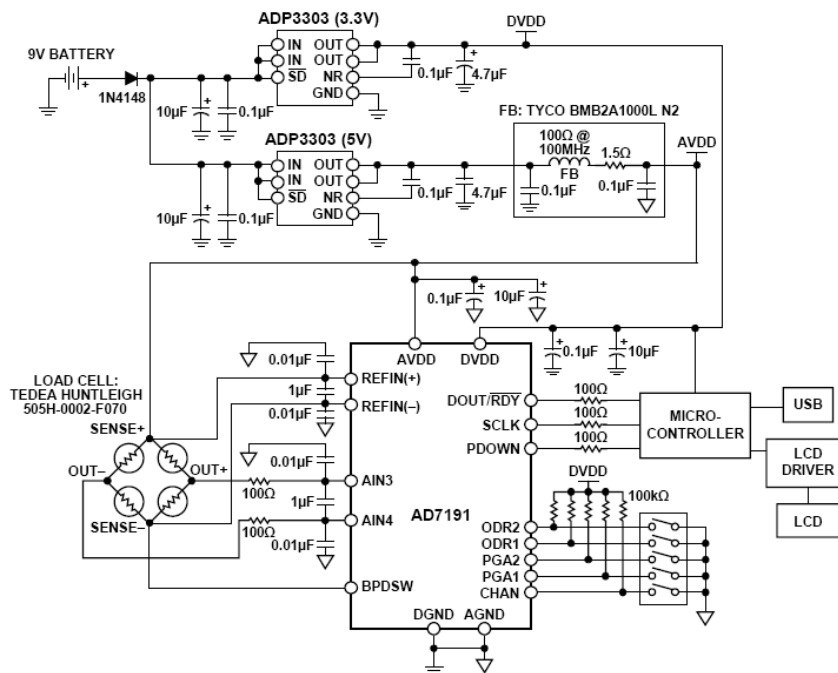 ADP3303 (3.3V)
DVDD
9V BATTERY
IN
IN
SD
OUT
OUT
NR
GND
1N4148
10µF
+
0.1µF
0.1µF
+
4.7µF
FB: TYCO BMB2A1000L N2
ADP3303 (5V)
IN
IN
SD
OUT
OUT
NR
GND
10µF
+
0.1µF
0.1µF
+
4.7µF
100Ω @
100MHz
FB
1.5Ω
0.1µF
0.1µF
AVDD
0.1µF
+
10µF
+
AVDD
DVDD
+
0.1µF
+
10µF
LOAD CELL:
TEDEA HUNTLEIGH
505H-0002-F070
SENSE+
OUT–
OUT+
SENSE–
0.01µF
1µF
0.01µF
0.01µF
100Ω
1µF
100Ω
0.01µF
REFIN(+)
REFIN(–)
AIN3
AIN4
BPDSW
AD7191
DOUT/RDY
SCLK
PDOWN
100Ω
100Ω
100Ω
MICRO-
CONTROLLER
USB
LCD
DRIVER
LCD
DVDD
100kΩ
ODR2
ODR1
PGA2
PGA1
CHAN
DGND
AGND